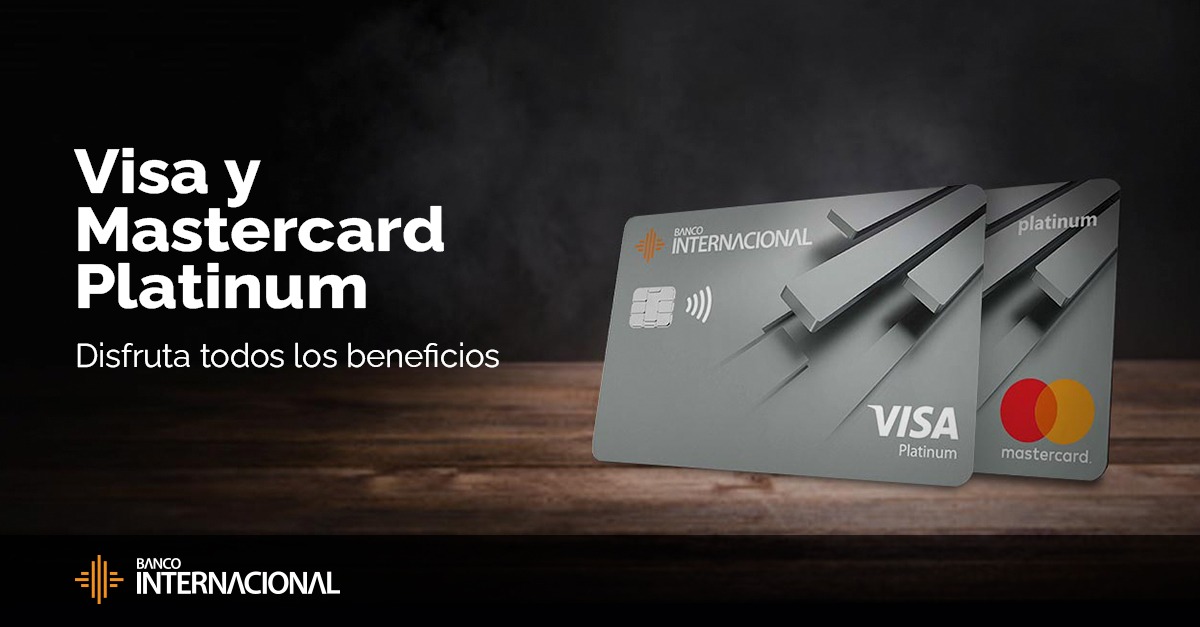 Visa y
Mastercard
Platinum
Disfruta todos los beneficios
BANCO
INTERNACIONAL
VISA
Platinum
platinum
mastercard.
BANCO
INTERNACIONAL